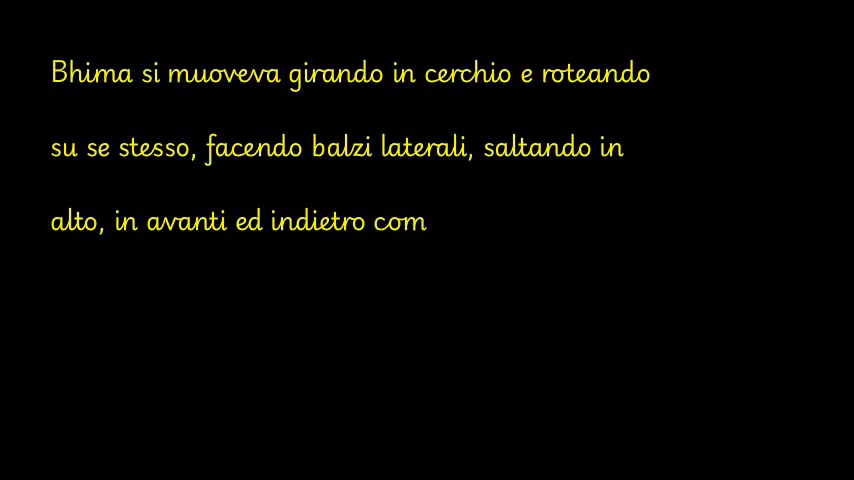 Bhima si muoveva girando in cerchio e roteando
su se stesso, facendo balzi laterali, saltando in
alto, in avanti ed indietro com